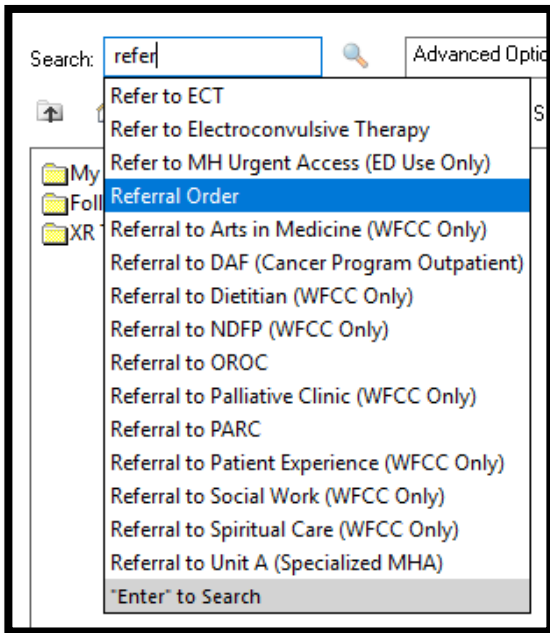 Search: refer Advanced Optio
Refer to ECT
S
Refer to Electroconvulsive Therapy
My
Refer to MH Urgent Access (ED Use Only)
Foll
Referral Order
XR
Referral to Arts in Medicine (WFCC Only)
Referral to DAF (Cancer Program Outpatient)
Referral to Dietitian (WFCC Only)
Referral to NDFP (WFCC Only)
Referral to OROC
Referral to Palliative Clinic (WFCC Only)
Referral to PARC
Referral to Patient Experience (WFCC Only)
Referral to Social Work (WFCC Only)
Referral to Spiritual Care (WFCC Only)
Referral to Unit A (Specialized MHA)
"Enter" to Search